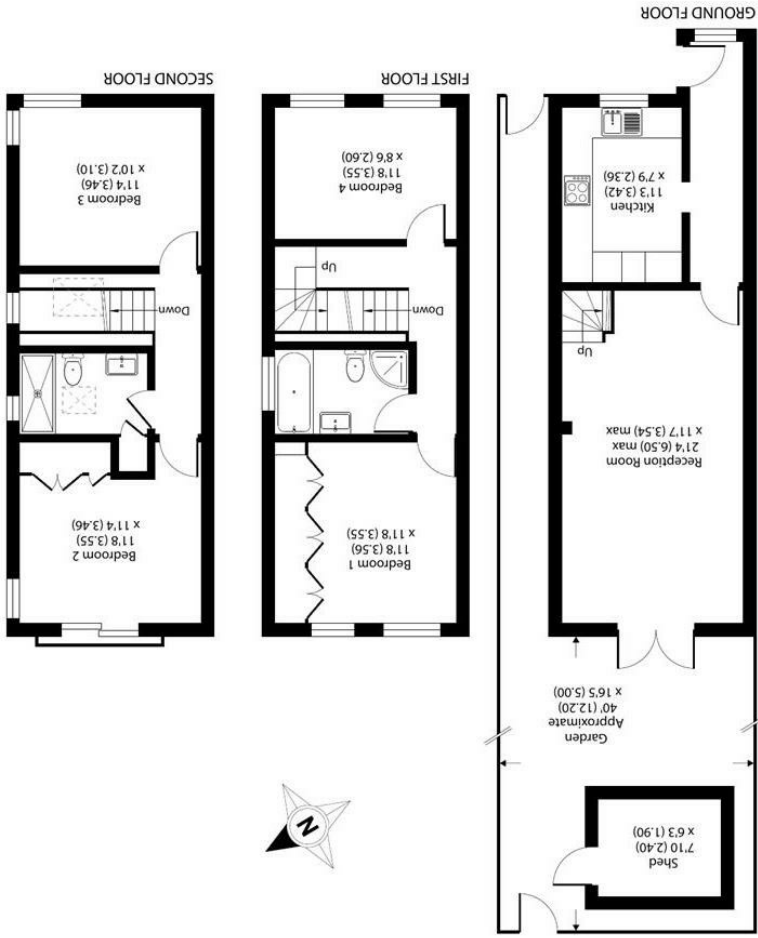 Shed
7'10 (2.40)
x 6'3 (1.90)
N
Garden
Approximate
40' (12.20)
x 16'5 (5.00)
Reception Room
21'4 (6.50) max
x 11'7 (3.54) max
Up
Kitchen
11'3 (3.42)
x 7'9 (2.36)
GROUND FLOOR
Bedroom 1
11'8 (3.56)
x 11'8 (3.55)
Down
Up
Bedroom 4
11'8 (3.55)
x 8'6 (2.60)
FIRST FLOOR
Bedroom 2
11'8 (3.55)
x 11'4 (3.46)
Down
Bedroom 3
11'4 (3.46)
x 10'2 (3.10)
SECOND FLOOR